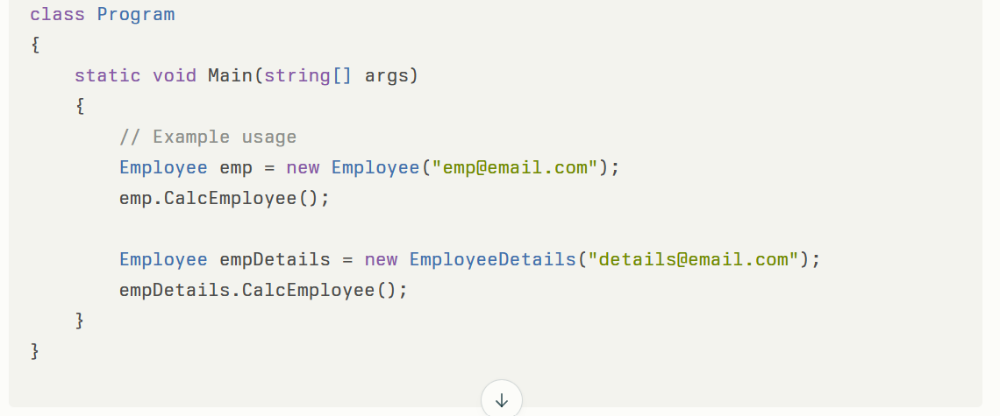 class Program
{
    static void Main(string[] args)
    {
        // Example usage
        Employee emp = new Employee("emp@email.com");
        emp.CalcEmployee();

        Employee empDetails = new EmployeeDetails("details@email.com");
        empDetails.CalcEmployee();
    }
}